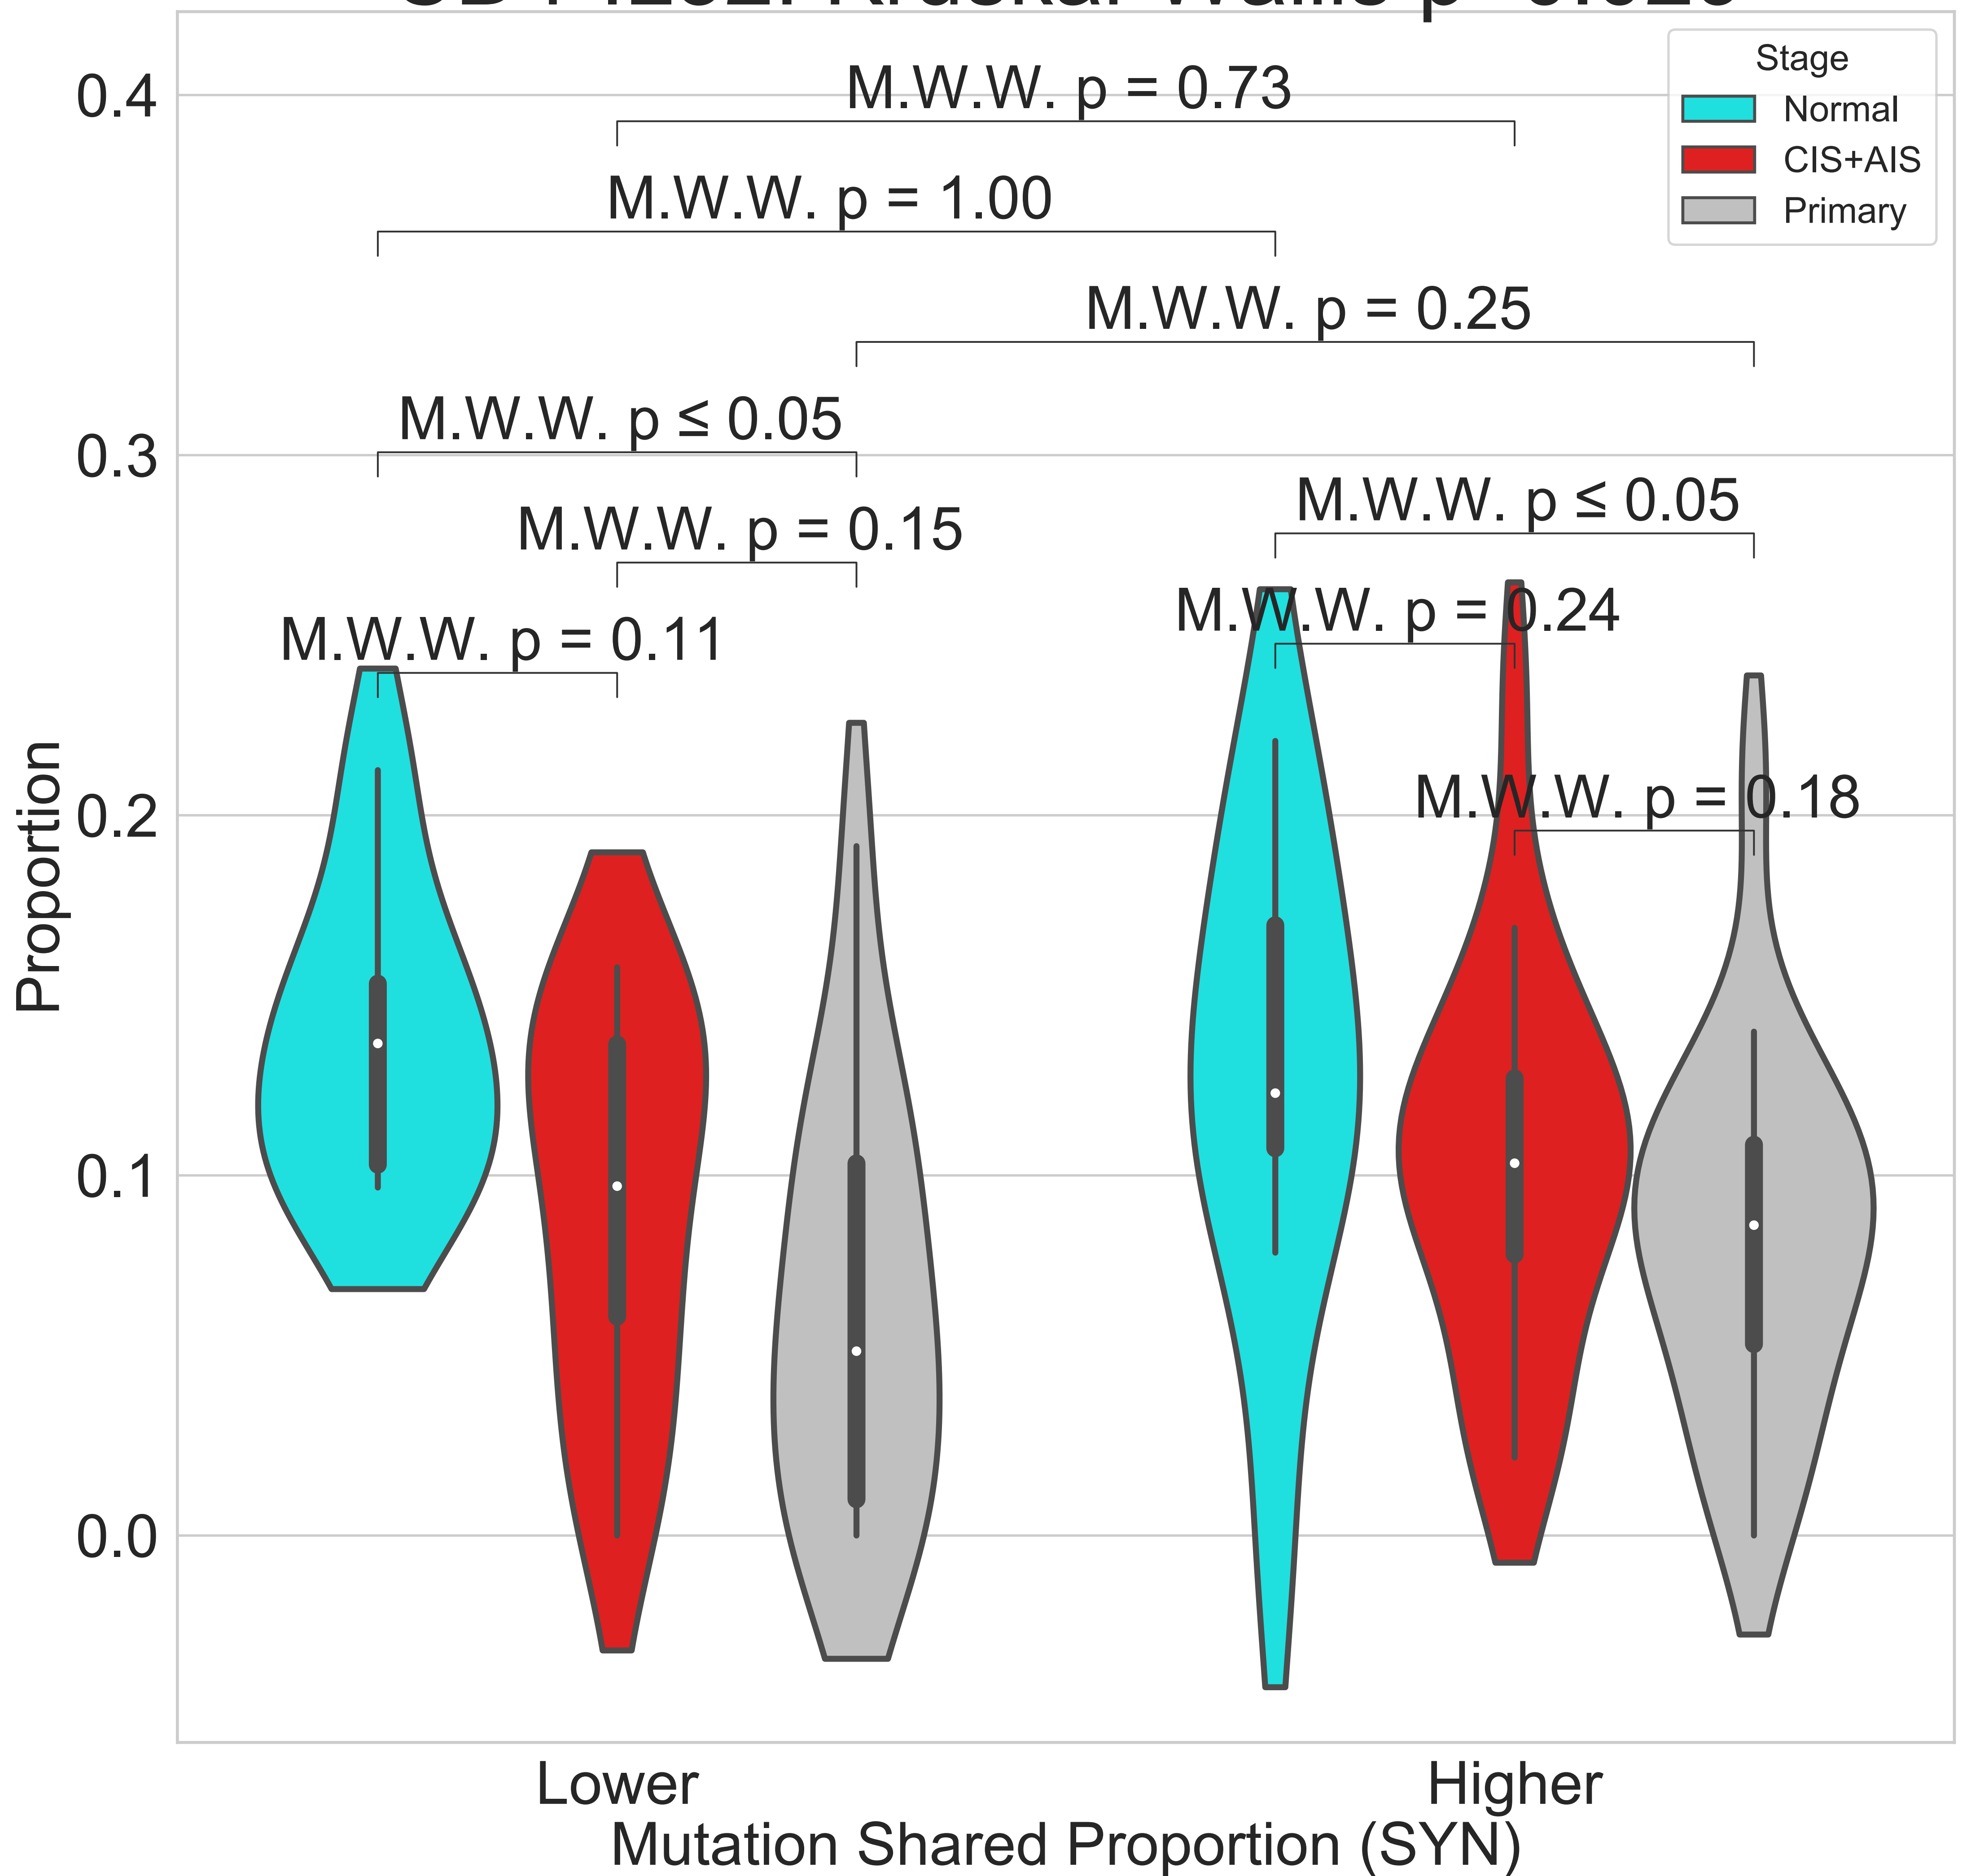 M.W.W. p = 0.73
M.W.W. p = 1.00
M.W.W. p = 0.25
M.W.W. p ≤ 0.05
M.W.W. p = 0.15
M.W.W. p = 0.11
M.W.W. p ≤ 0.05
M.W.W. p = 0.24
M.W.W. p = 0.18
Stage
Normal
CIS+AIS
Primary
Proportion
0.4
0.3
0.2
0.1
0.0
Lower
Higher
Mutation Shared Proportion (SYN)